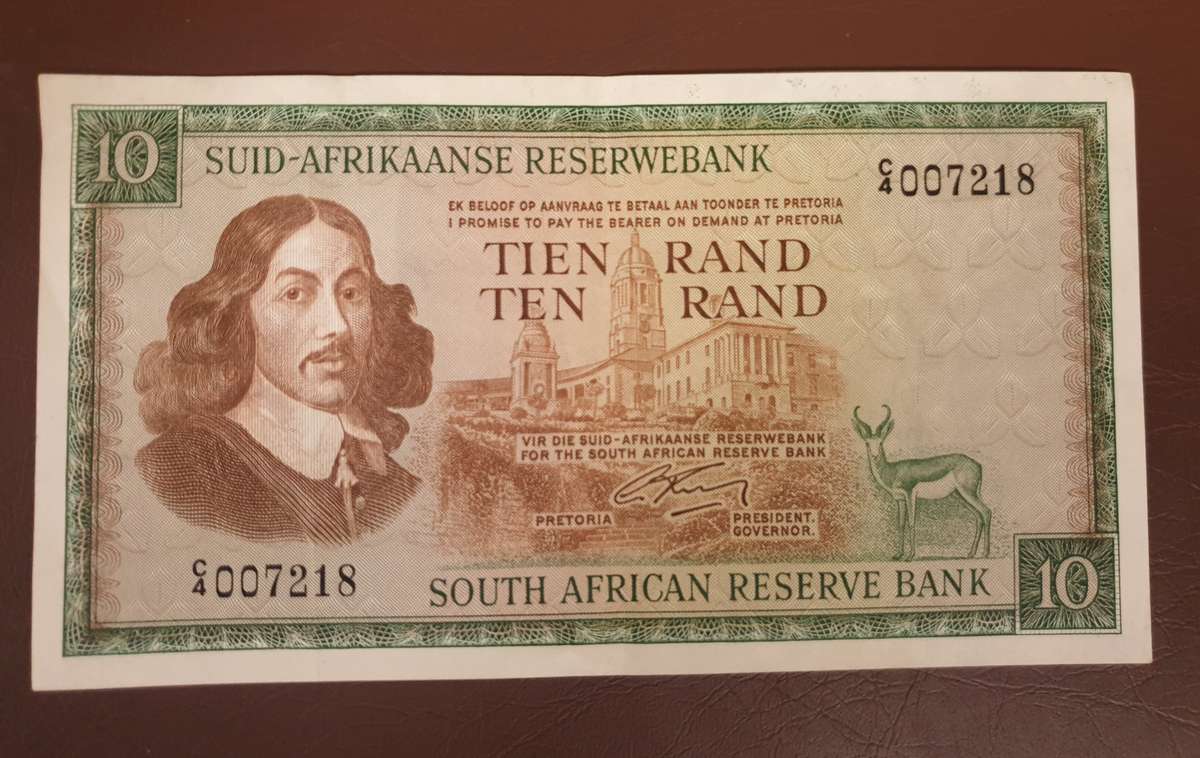 10
SUID-AFRIKAANSE RESERWEBANK
C/4 007218
EK BELOOF OP AANVRAAG TE BETAAL AAN TOONDER TE PRETORIA
I PROMISE TO PAY THE BEARER ON DEMAND AT PRETORIA
TIEN RAND
TEN RAND
VIR DIE SUID-AFRIKAANSE RESERWEBANK
FOR THE SOUTH AFRICAN RESERVE BANK
PRETORIA
PRESIDENT.
GOVERNOR.
C/4 007218
SOUTH AFRICAN RESERVE BANK
10